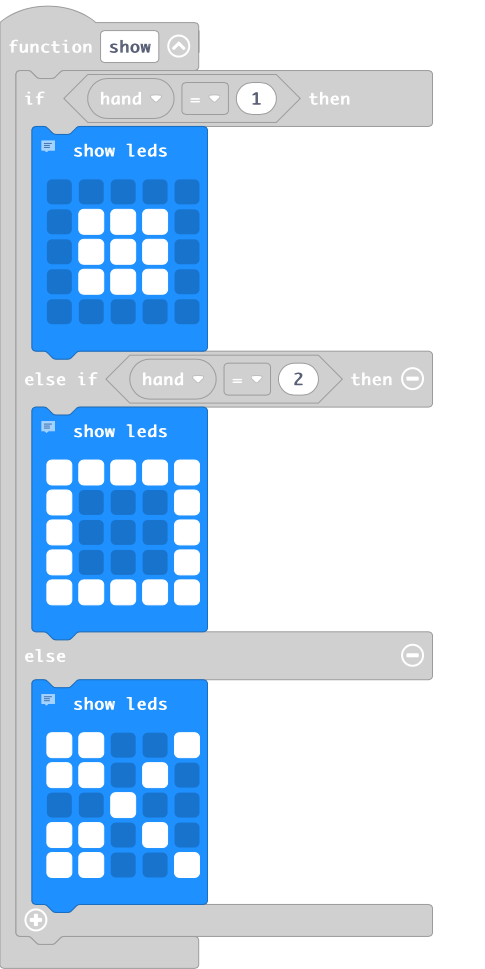 function show
if hand = 1 then
show leds
else if hand = 2 then
show leds
else
show leds